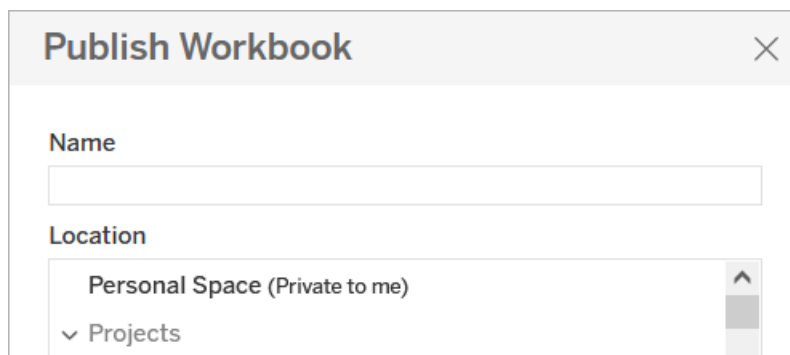 Publish Workbook
Name
Location
Personal Space (Private to me)
Projects